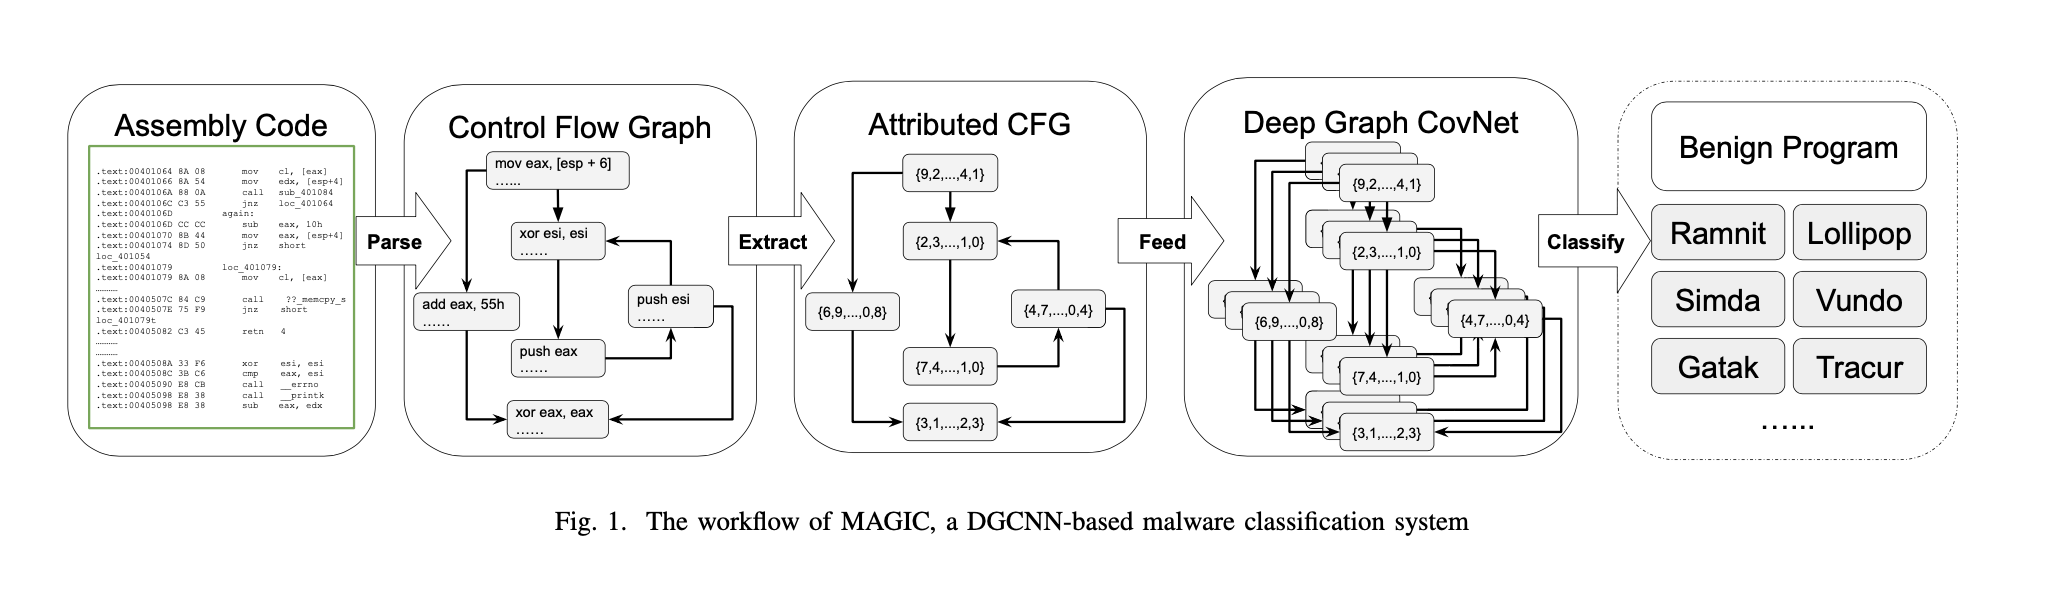 Assembly Code
.text:00401064 8A 08 mov cl, [eax]
.text:00401066 8A 54 mov edx, [esp+4]
.text:0040106A 88 0A call sub_401084
.text:0040106C C3 55 jnz loc_401064
.text:0040106D again:
.text:0040106D CC CC sub eax, 10h
.text:00401070 8B 44 mov eax, [esp+4]
.text:00401074 8D 50 jnz short
loc_401054
.text:00401079 loc_401079:
.text:00401079 8A 08 mov cl, [eax]
………
.text:0040507C 84 C9 call ??_memcpy_s
.text:0040507E 75 F9 jnz short
loc_401079t
.text:00405082 C3 45 retn 4
………
………
.text:0040508A 33 F6 xor esi, esi
.text:0040508C 3B C6 cmp eax, esi
.text:00405090 E8 CB call __errno
.text:00405098 E8 38 call __printk
.text:00405098 E8 38 sub eax, edx
Parse
Control Flow Graph
mov eax, [esp + 6]
…...
xor esi, esi
……
add eax, 55h
……
push esi
……
push eax
……
xor eax, eax
……
Extract
Attributed CFG
{9,2,...,4,1}
{2,3,...,1,0}
{6,9,...,0,8}
{4,7,...,0,4}
{7,4,...,1,0}
{3,1,...,2,3}
Feed
Deep Graph CovNet
{9,2,...,4,1}
{2,3,...,1,0}
{6,9,...,0,8}
{4,7,...,0,4}
{7,4,...,1,0}
{3,1,...,2,3}
Classify
Benign Program
Ramnit Lollipop
Simda Vundo
Gatak Tracur
…...
Fig. 1. The workflow of MAGIC, a DGCNN-based malware classification system